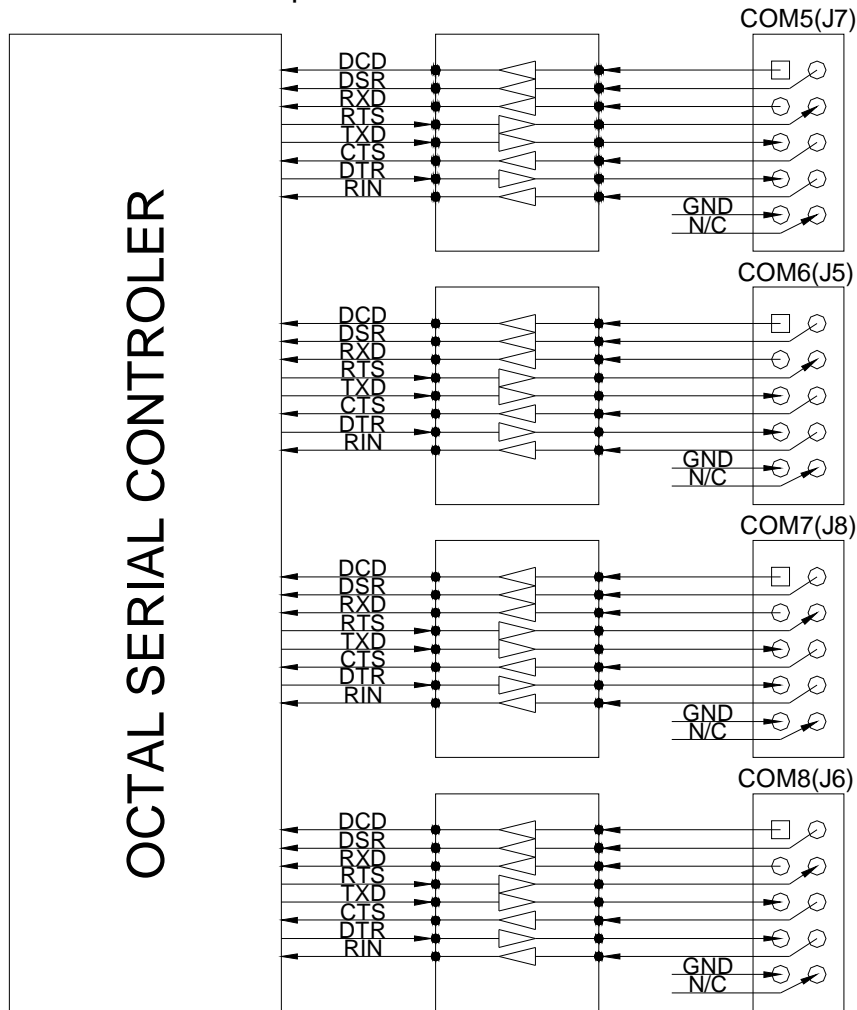 COM5(J7)
DCD
DSR
RXD
RTS
TXD
CTS
DTR
RIN
GND
N/C
COM6(J5)
DCD
DSR
RXD
RTS
TXD
CTS
DTR
RIN
GND
N/C
OCTAL SERIAL CONTROLER
COM7(J8)
DCD
DSR
RXD
RTS
TXD
CTS
DTR
RIN
GND
N/C
COM8(J6)
DCD
DSR
RXD
RTS
TXD
CTS
DTR
RIN
GND
N/C